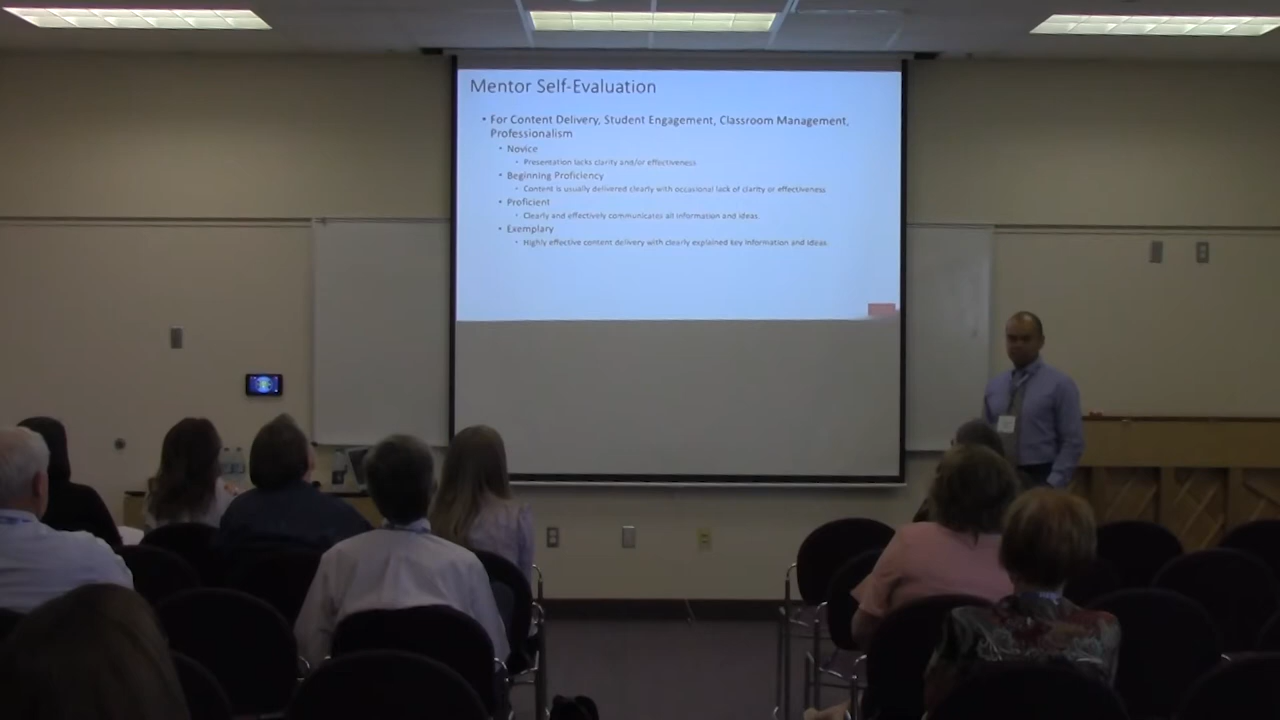 Mentor Self-Evaluation
• For Content Delivery, Student Engagement, Classroom Management,
Professionalism
• Novice
• Presentation lacks clarity and/or effectiveness
• Beginning Proficiency
• Content is usually delivered clearly with occasional lack of clarity or effectiveness
• Proficient
• Clearly and effectively communicates all information and ideas.
• Exemplary
• Highly effective content delivery with clearly explained key information and ideas.